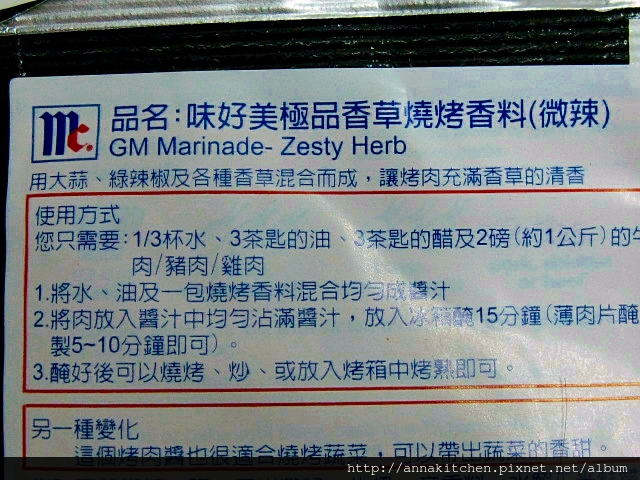 Mc.
品名:味好美極品香草燒烤香料(微辣)
GM Marinade- Zesty Herb
用大蒜、綠辣椒及各種香草混合而成，讓烤肉充滿香草的清香
使用方式
您只需要:1/3杯水、3茶匙的油、3茶匙的醋及2磅(約1公斤)的牛
肉/豬肉/雞肉
1.將水、油及一包燒烤香料混合均勻成醬汁
2.將肉放入醬汁中均勻沾滿醬汁，放入冰箱醃15分鐘(薄肉片醃
製5~10分鐘即可)。
3.醃好後可以燒烤、炒、或放入烤箱中烤熟即可。
另一種變化
這個烤肉醬也很適合燒烤蔬菜，可以帶出蔬菜的香甜。
http://annakitchen.pixnet.net/album